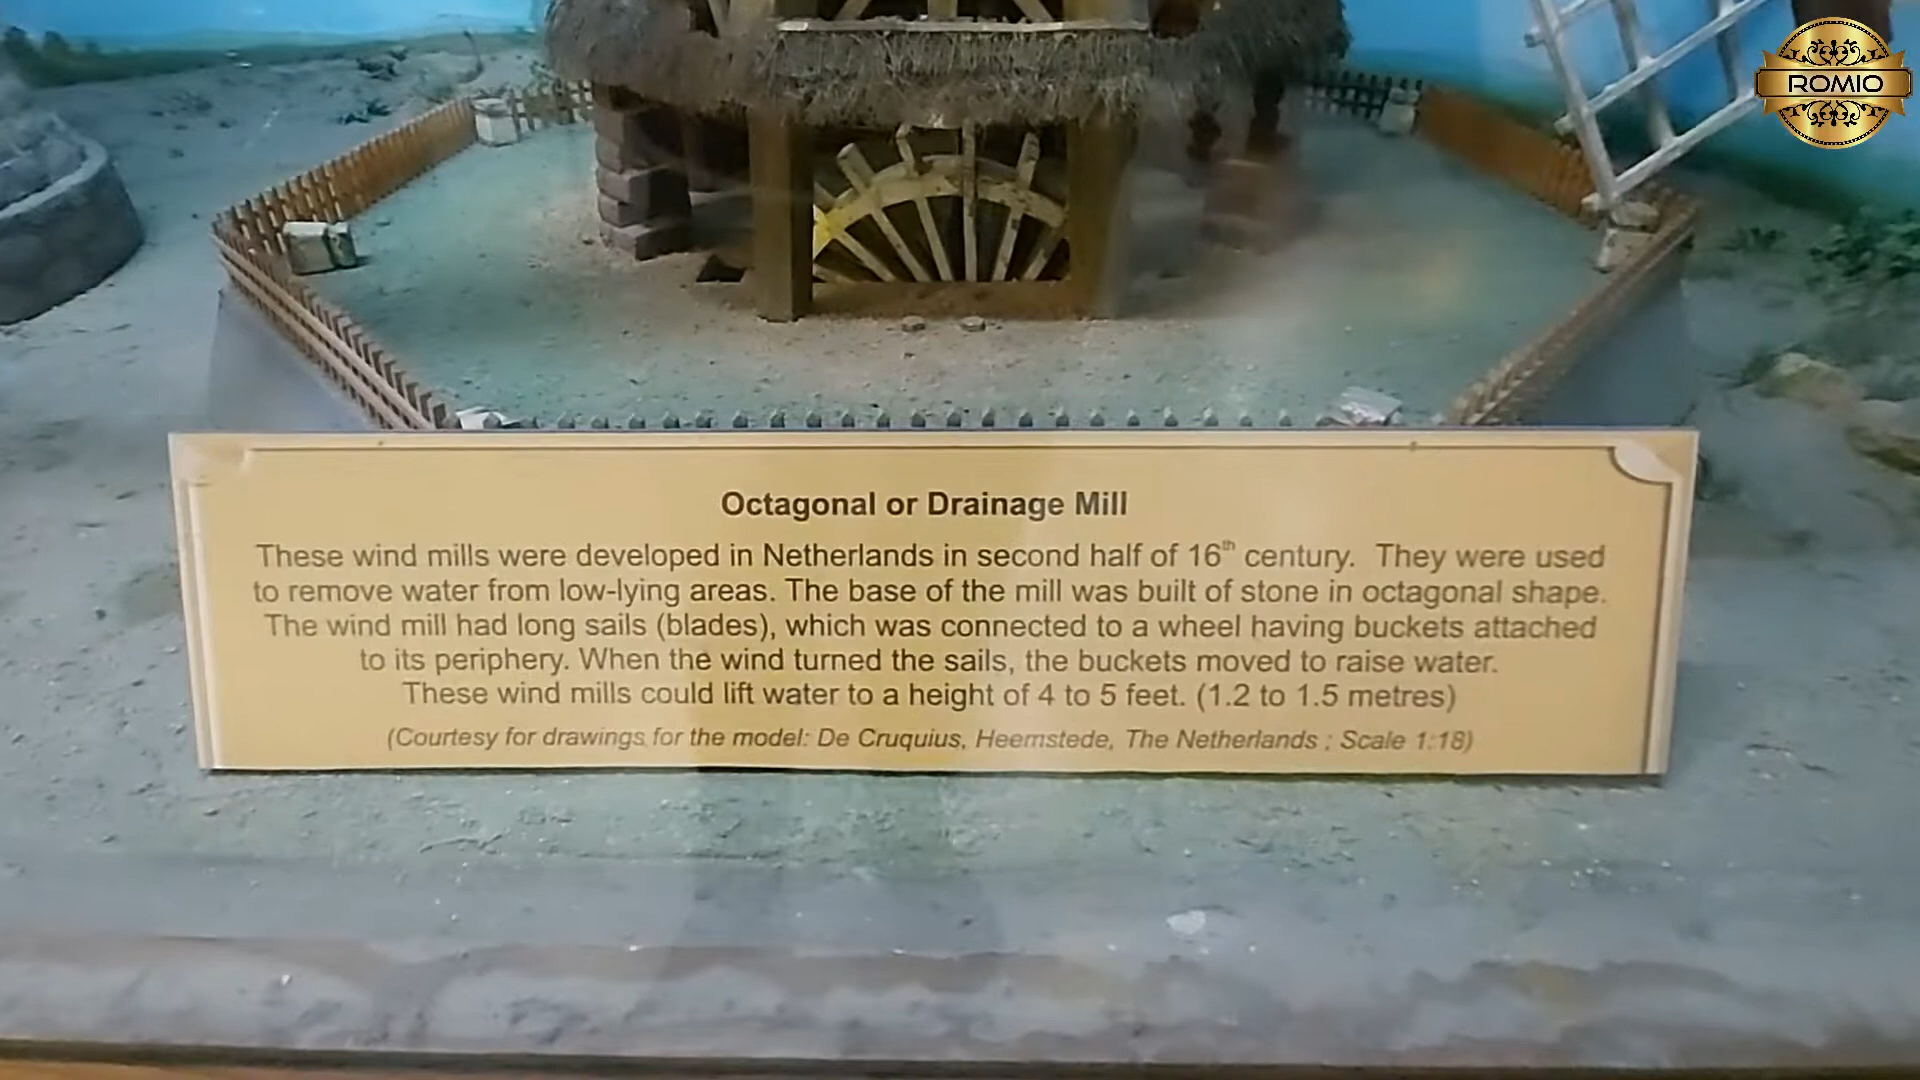 ROMIO
Octagonal or Drainage Mill
These wind mills were developed in Netherlands in second half of 16th century. They were used
to remove water from low-lying areas. The base of the mill was built of stone in octagonal shape.
The wind mill had long sails (blades), which was connected to a wheel having buckets attached
to its periphery. When the wind turned the sails, the buckets moved to raise water.
These wind mills could lift water to a height of 4 to 5 feet. (1.2 to 1.5 metres)
(Courtesy for drawings for the model: De Cruquius, Heemstede, The Netherlands ; Scale 1:18)